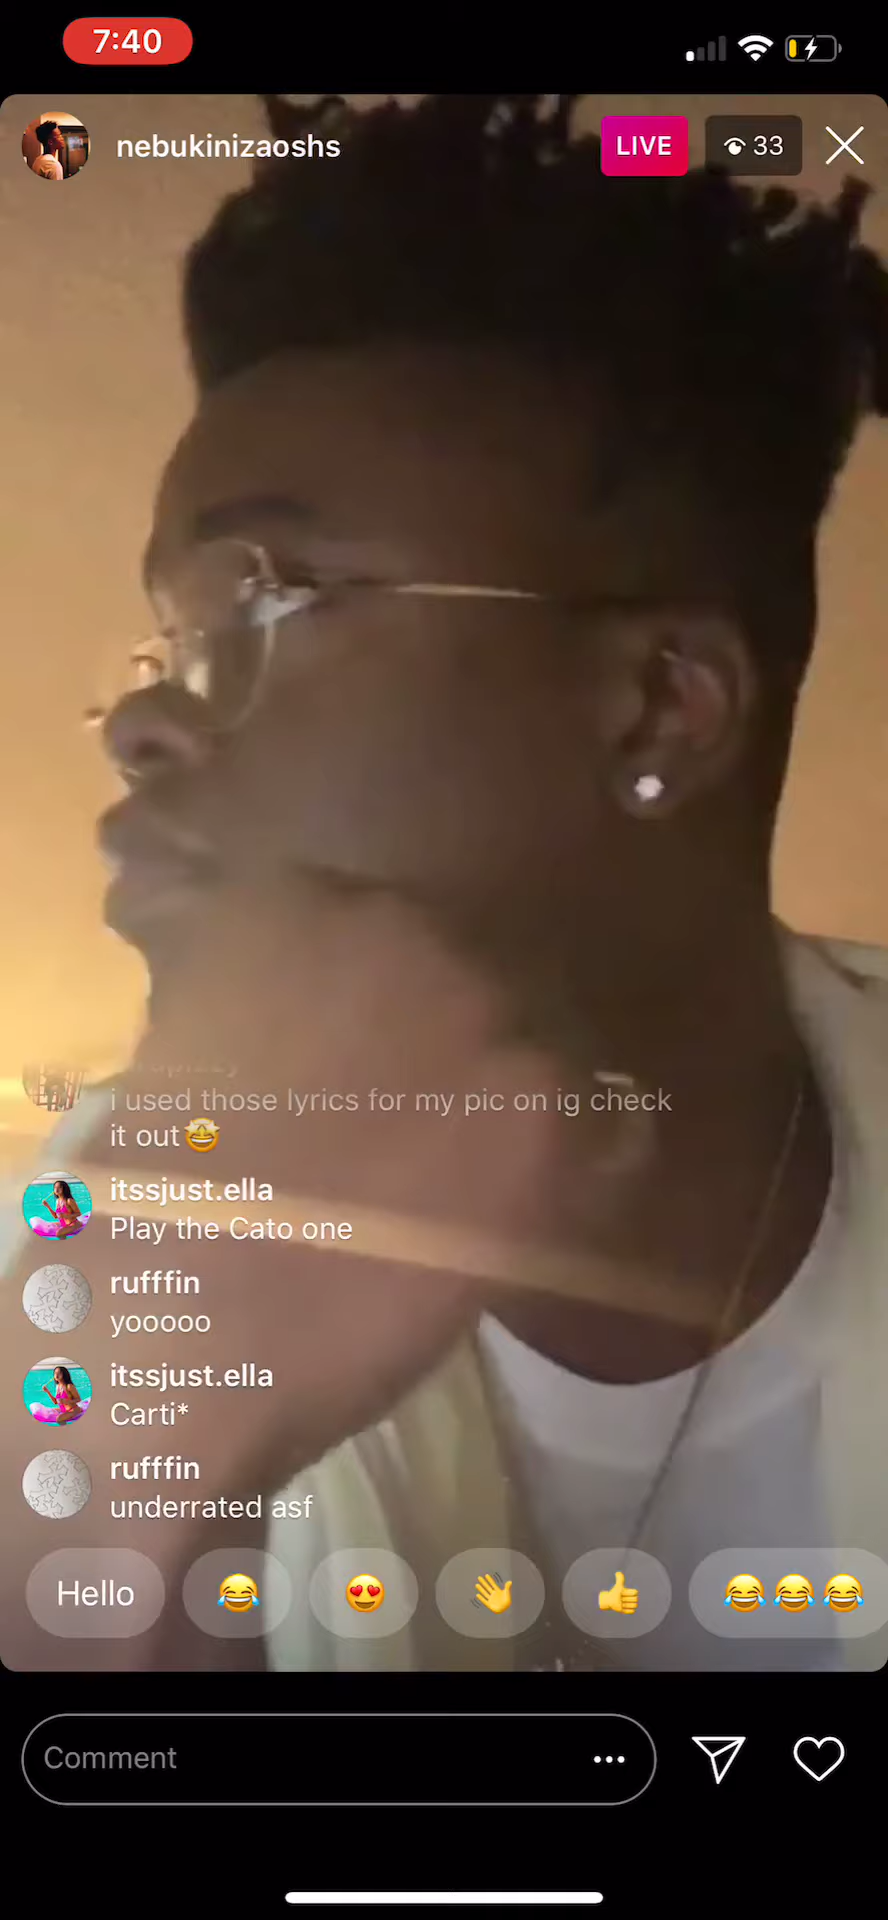 7:40
nebukinizaoshs
LIVE
33
i used those lyrics for my pic on ig check
it out🤩
itssjust.ella
Play the Cato one
rufffin
yooooo
itssjust.ella
Carti*
rufffin
underrated asf
Hello
😂
😍
👋
👍
😂😂😂
Comment